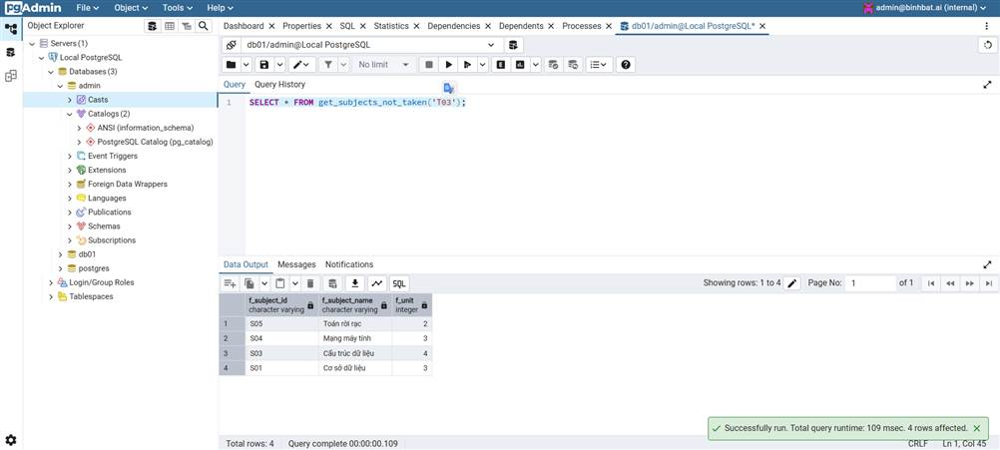 pgAdmin File Object Tools Help admin@binhbat.ai (internal)
Object Explorer
Dashboard Properties SQL Statistics Dependencies Dependents Processes db01/admin@Local PostgreSQL*
Servers (1)
Local PostgreSQL
Databases (3)
admin
Casts
Catalogs (2)
ANSI (information_schema)
PostgreSQL Catalog (pg_catalog)
Event Triggers
Extensions
Foreign Data Wrappers
Languages
Publications
Schemas
Subscriptions
db01
postgres
Login/Group Roles
Tablespaces
db01/admin@Local PostgreSQL
No limit
Query Query History
1 SELECT * FROM get_subjects_not_taken('T03');
Data Output Messages Notifications
SQL Showing rows: 1 to 4 Page No: 1 of 1
f_subject_id f_subject_name f_unit
character varying character varying integer
1 S05 Toán rời rạc 2
2 S04 Mạng máy tính 3
3 S03 Cấu trúc dữ liệu 4
4 S01 Cơ sở dữ liệu 3
Successfully run. Total query runtime: 109 msec. 4 rows affected.
Total rows: 4 Query complete 00:00:00.109 CRLF Ln 1, Col 45